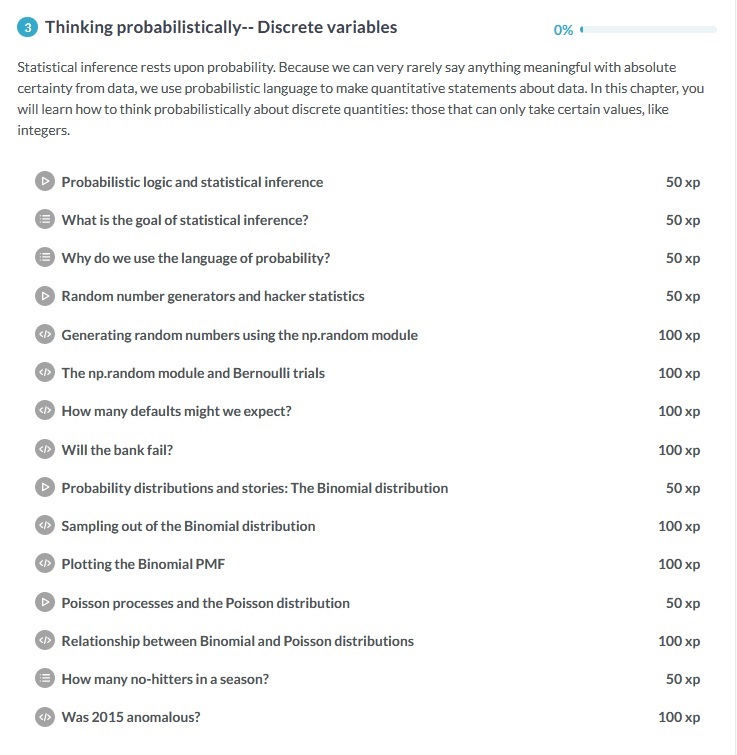 3 Thinking probabilistically-- Discrete variables 0%
Statistical inference rests upon probability. Because we can very rarely say anything meaningful with absolute
certainty from data, we use probabilistic language to make quantitative statements about data. In this chapter, you
will learn how to think probabilistically about discrete quantities: those that can only take certain values, like
integers.
Probabilistic logic and statistical inference 50 xp
What is the goal of statistical inference? 50 xp
Why do we use the language of probability? 50 xp
Random number generators and hacker statistics 50 xp
</> Generating random numbers using the np.random module 100 xp
</> The np.random module and Bernoulli trials 100 xp
</> How many defaults might we expect? 100 xp
</> Will the bank fail? 100 xp
Probability distributions and stories: The Binomial distribution 50 xp
</> Sampling out of the Binomial distribution 100 xp
</> Plotting the Binomial PMF 100 xp
Poisson processes and the Poisson distribution 50 xp
</> Relationship between Binomial and Poisson distributions 100 xp
How many no-hitters in a season? 50 xp
</> Was 2015 anomalous? 100 xp